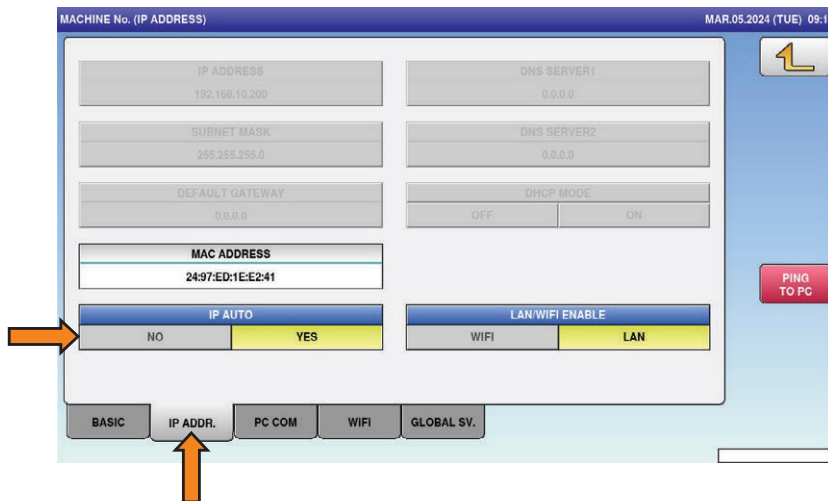 MACHINE No. (IP ADDRESS)
MAR.05.2024 (TUE) 09:1
IP ADDRESS
192.168.10.200
DNS SERVER1
0.0.0.0
SUBNET MASK
255.255.255.0
DNS SERVER2
0.0.0.0
DEFAULT GATEWAY
0.0.0.0
DHCP MODE
OFF ON
MAC ADDRESS
24:97:ED:1E:E2:41
PING
TO PC
IP AUTO
NO YES
LAN/WIFI ENABLE
WIFI LAN
BASIC IP ADDR. PC COM WIFI GLOBAL SV.